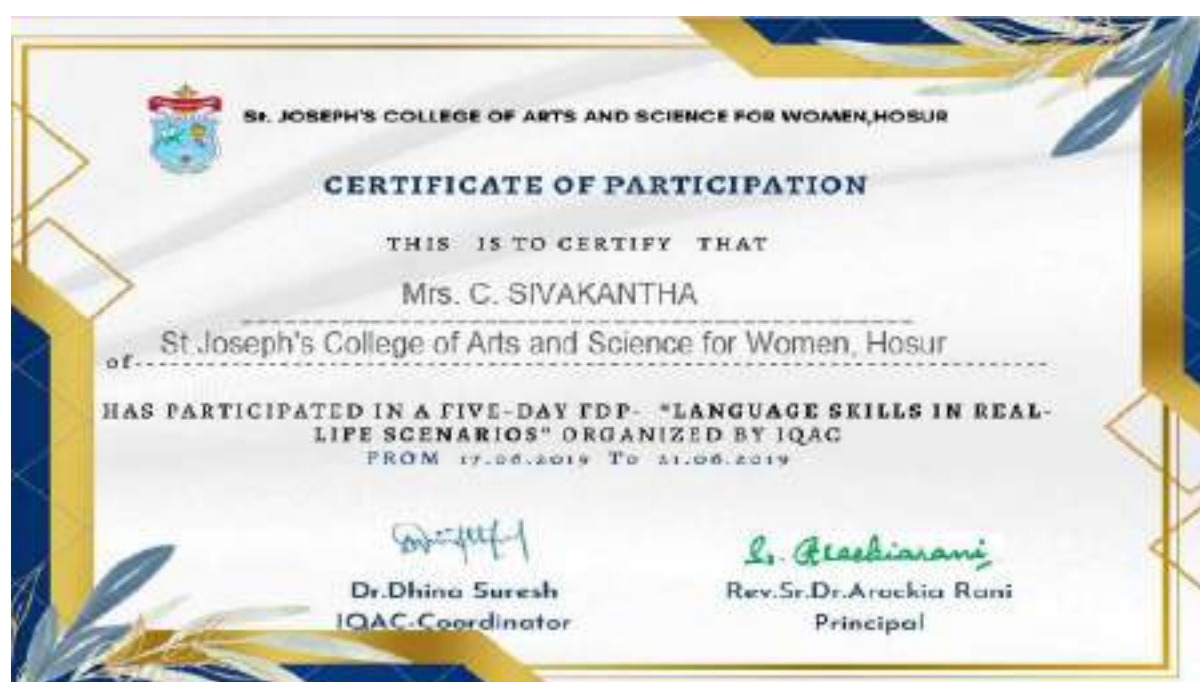 St. JOSEPH'S COLLEGE OF ARTS AND SCIENCE FOR WOMEN,HOSUR
CERTIFICATE OF PARTICIPATION
THIS IS TO CERTIFY THAT
Mrs. C. SIVAKANTHA
of St Joseph's College of Arts and Science for Women, Hosur
HAS PARTICIPATED IN A FIVE-DAY FDP- "LANGUAGE SKILLS IN REAL-
LIFE SCENARIOS" ORGANIZED BY IQAC
FROM 17.06.2019 To 21.06.2019
Dr.Dhina Suresh Rev.Sr.Dr.Arockia Rani
IQAC-Coordinator Principal